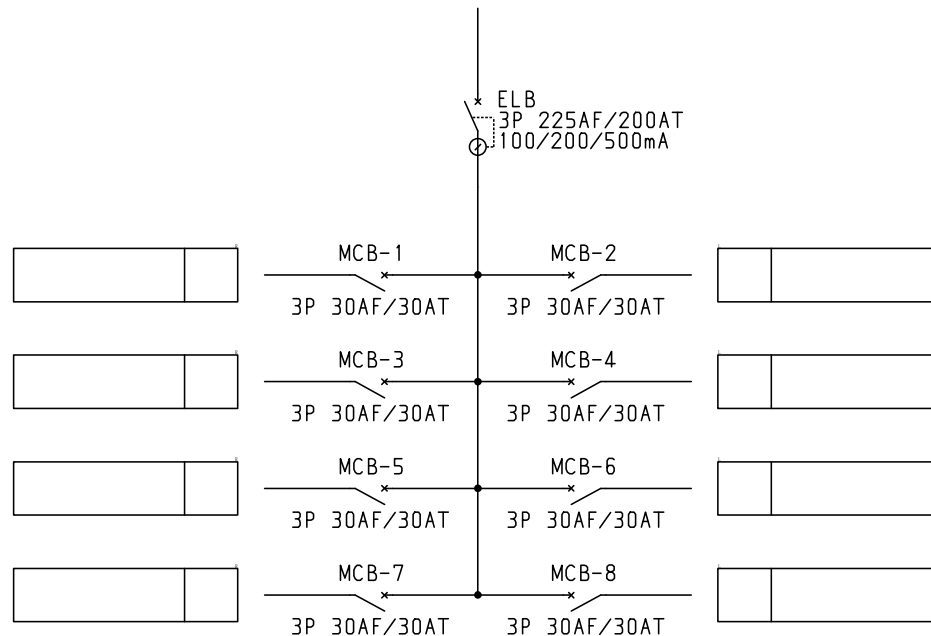 ELB
3P 225AF/200AT
100/200/500mA
MCB-1
MCB-2
3P 30AF/30AT
3P 30AF/30AT
MCB-3
MCB-4
3P 30AF/30AT
3P 30AF/30AT
MCB-5
MCB-6
3P 30AF/30AT
3P 30AF/30AT
MCB-7
MCB-8
3P 30AF/30AT
3P 30AF/30AT